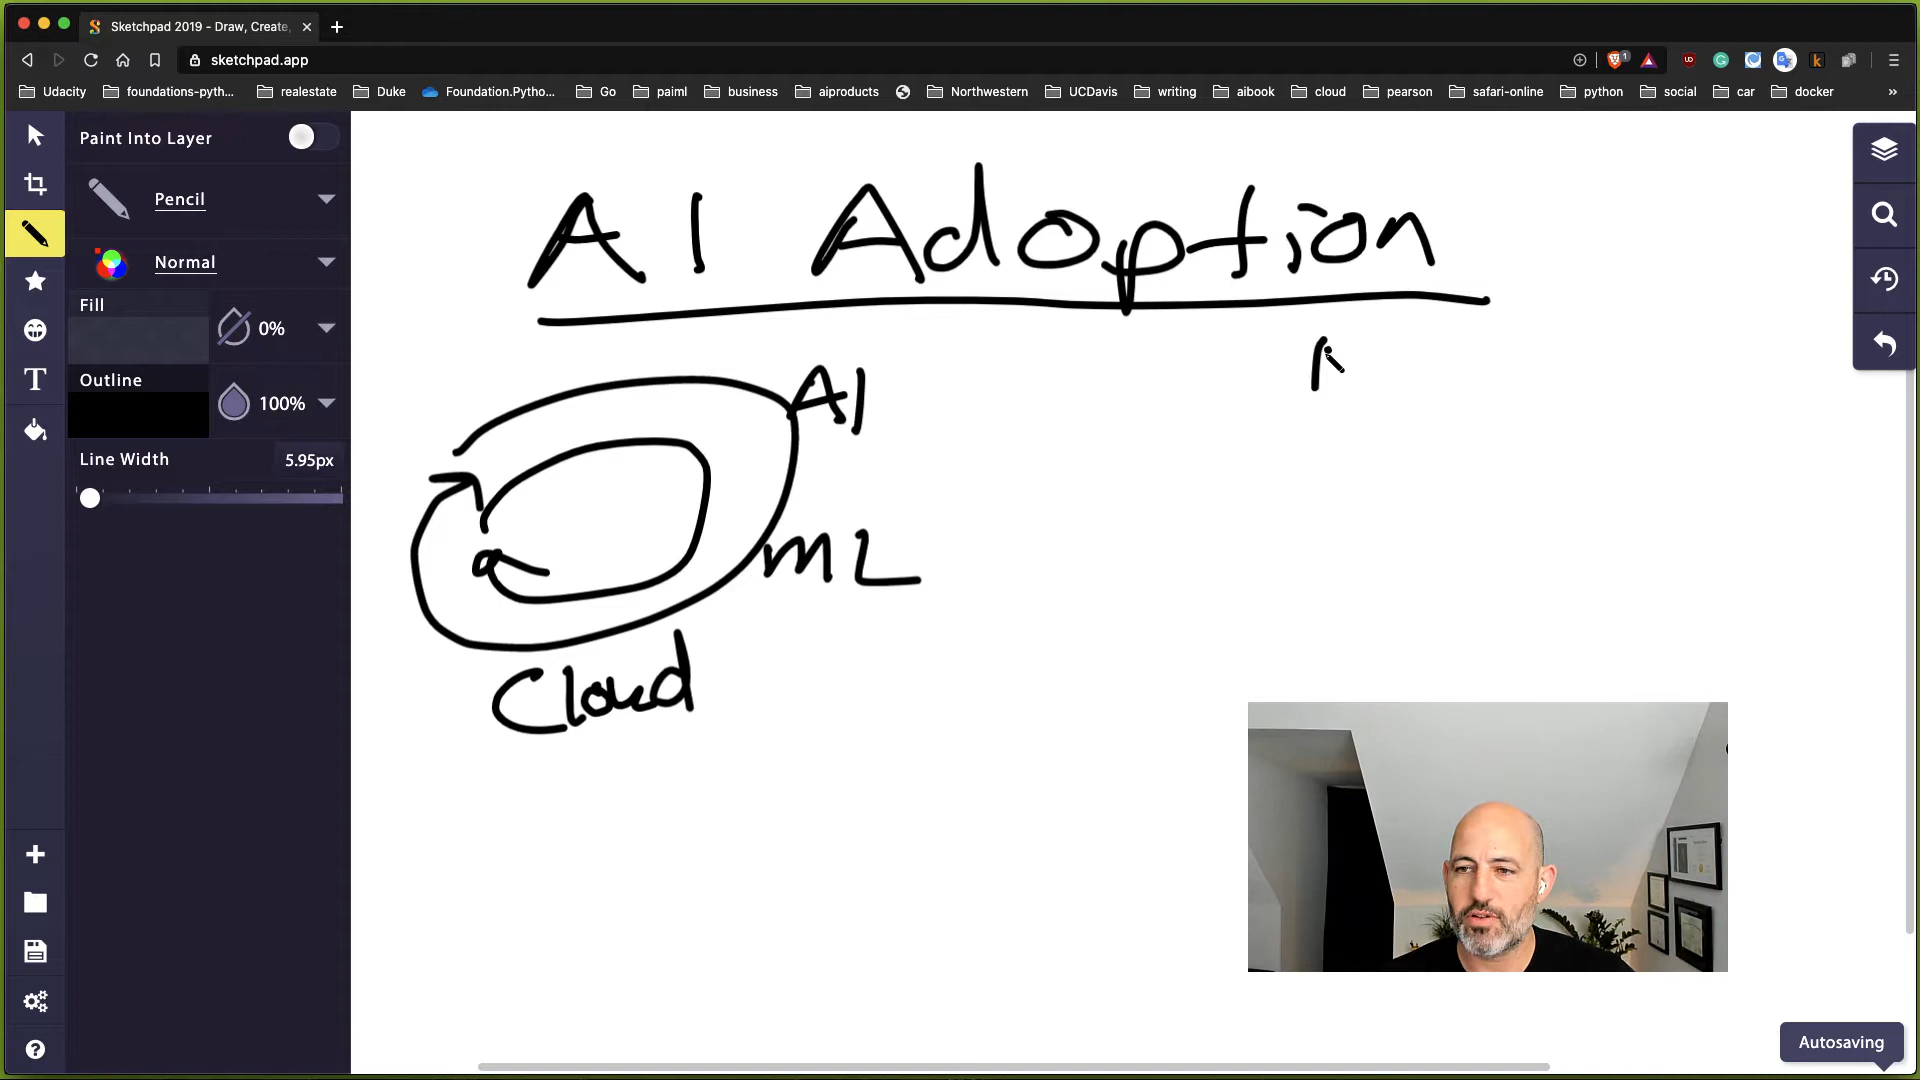 Sketchpad 2019 - Draw, Create,
sketchpad.app
1
Udacity
foundations-pyth...
realestate
Duke
Foundation.Pytho...
Go
paiml
business
aiproducts
Northwestern
UCDavis
writing
aibook
cloud
pearson
safari-online
python
social
car
docker
Paint Into Layer
Pencil
Normal
Fill
0%
Outline
100%
Line Width
5.95px
AI Adoption
AI
ML
Cloud
Autosaving